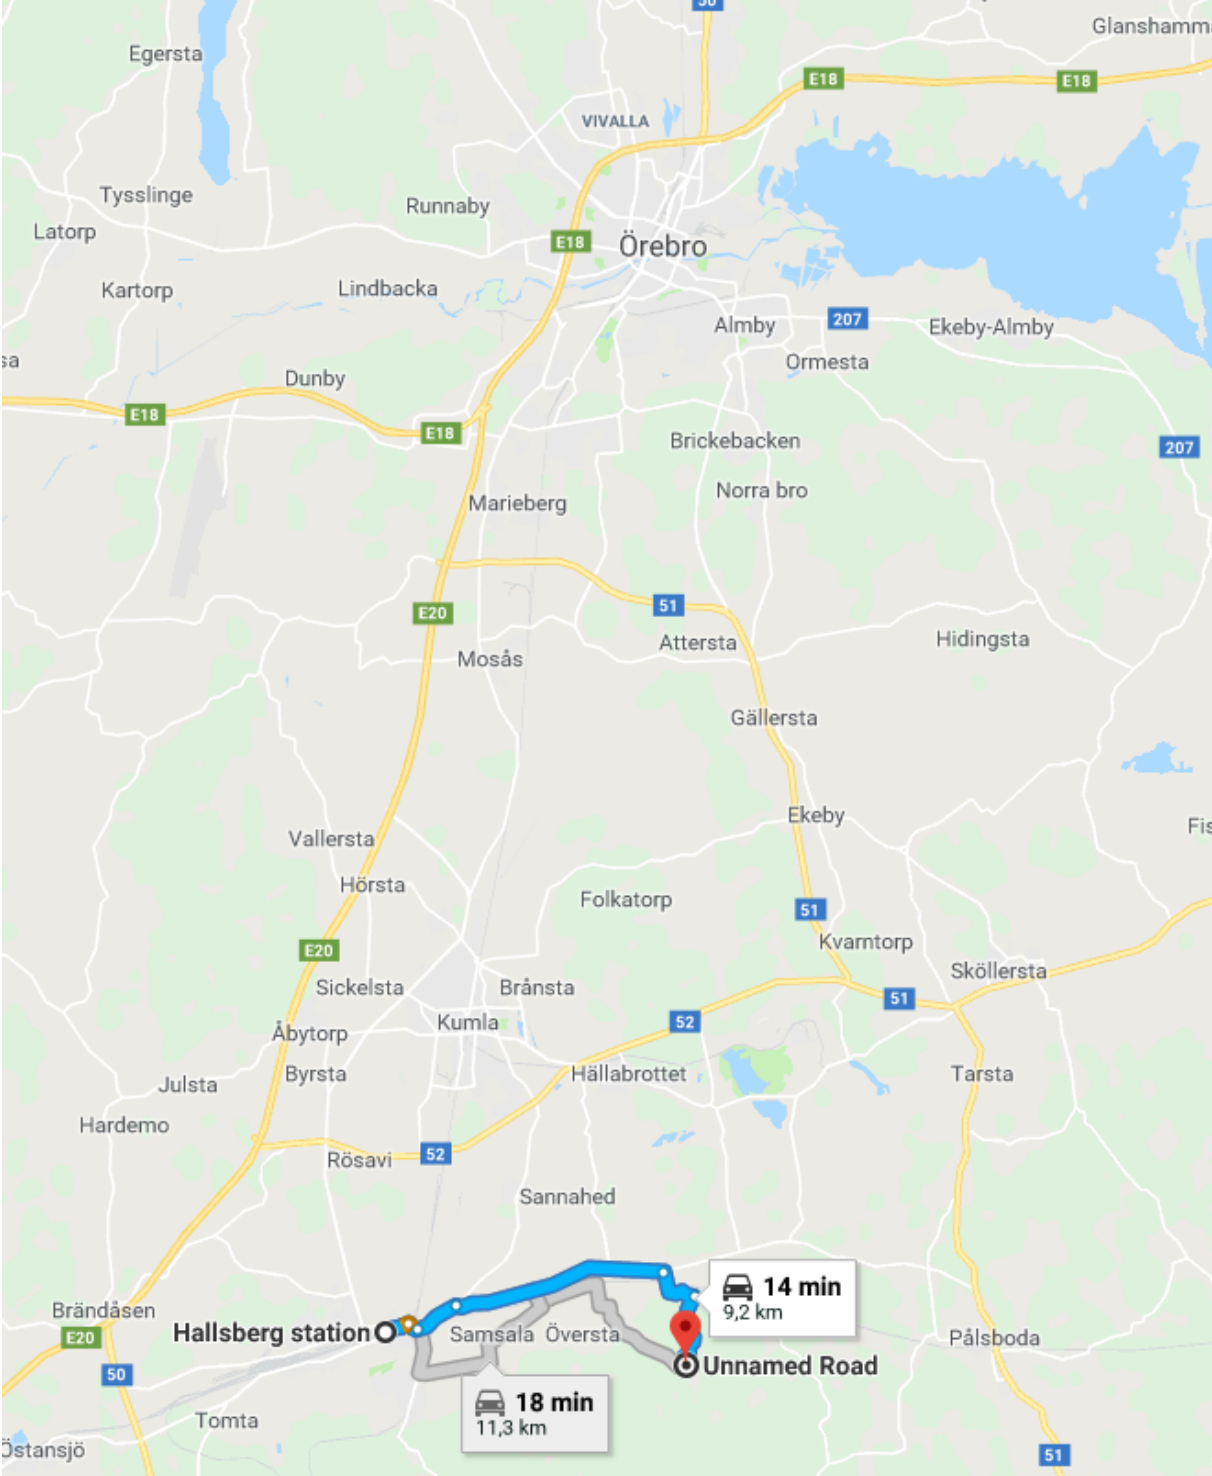 50
Glanshamm
Egersta
E18
E18
VIVALLA
Tysslinge
Runnaby
Latorp
E18
Örebro
Kartorp
Lindbacka
Almby
207
Ekeby-Almby
sa
Ormesta
Dunby
E18
E18
Brickebacken
207
Norra bro
Marieberg
51
E20
Attersta
Hidingsta
Mosås
Gällersta
Ekeby
Fis
Vallersta
Hörsta
Folkatorp
51
Kvarntorp
E20
Sköllersta
Sickelsta
Brånsta
51
Kumla
52
Åbytorp
Byrsta
Hällabrottet
Tarsta
Julsta
Hardemo
52
Rösavi
Sannahed
14 min
9,2 km
Brändåsen
E20
Hallsberg station
Samsala
Översta
Pålsboda
Unnamed Road
50
18 min
11,3 km
Tomta
Östansjö
51